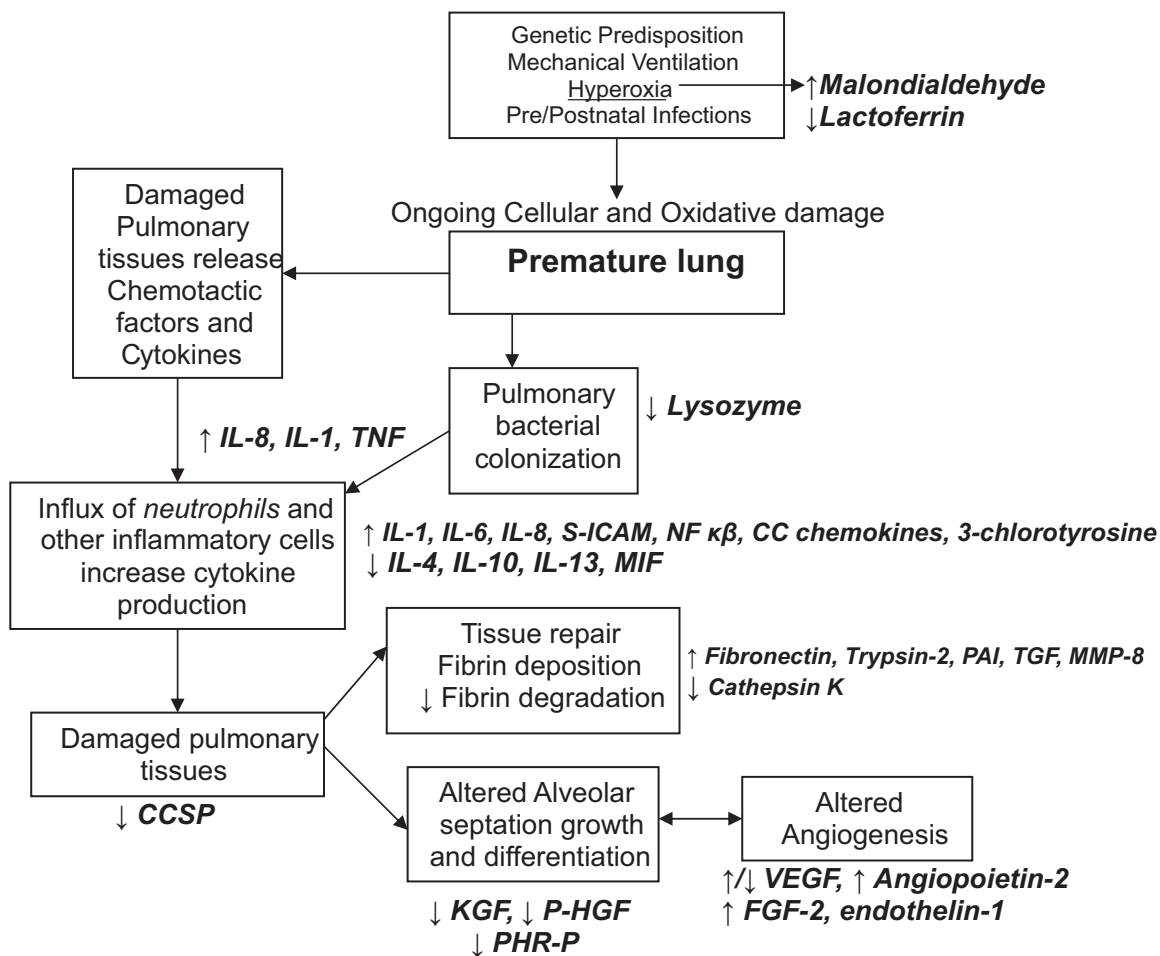 Genetic Predisposition
Mechanical Ventilation
Hyperoxia
Pre/Postnatal Infections
↑Malondialdehyde
↓Lactoferrin
Ongoing Cellular and Oxidative damage
Premature lung
Damaged
Pulmonary
tissues release
Chemotactic
factors and
Cytokines
Pulmonary
bacterial
colonization
↓ Lysozyme
↑ IL-8, IL-1, TNF
Influx of neutrophils and
other inflammatory cells
increase cytokine
production
↑ IL-1, IL-6, IL-8, S-ICAM, NF κβ, CC chemokines, 3-chlorotyrosine
↓ IL-4, IL-10, IL-13, MIF
Tissue repair
Fibrin deposition
↓ Fibrin degradation
↑ Fibronectin, Trypsin-2, PAI, TGF, MMP-8
↓ Cathepsin K
Damaged pulmonary
tissues
↓ CCSP
Altered Alveolar
septation growth
and differentiation
↓ KGF, ↓ P-HGF
↓ PHR-P
Altered
Angiogenesis
↑/↓ VEGF, ↑ Angiopoietin-2
↑ FGF-2, endothelin-1